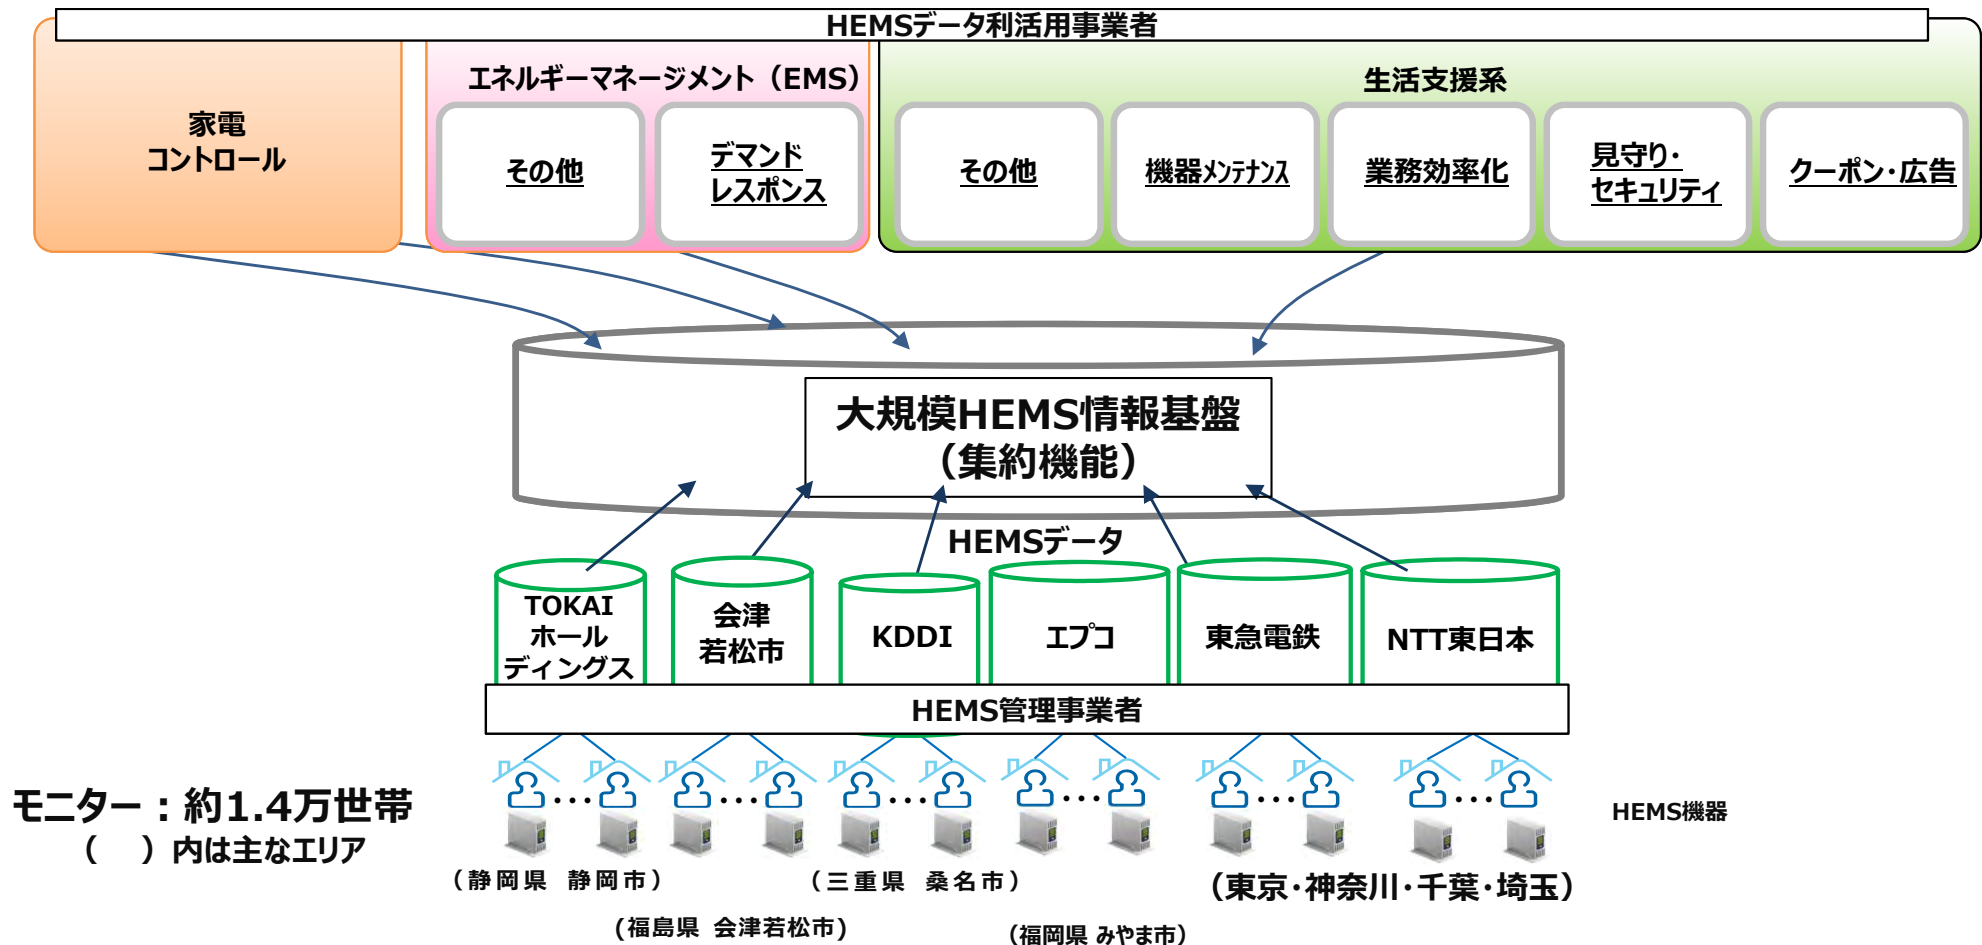 HEMSデータ利活用事業者
家電
コントロール
エネルギーマネージメント（EMS）
その他
デマンド
レスポンス
生活支援系
その他
機器メンテナンス
業務効率化
見守り・
セキュリティ
クーポン・広告
大規模HEMS情報基盤
（集約機能）
HEMSデータ
TOKAI
ホール
ディングス
会津
若松市
KDDI
エプコ
東急電鉄
NTT東日本
HEMS管理事業者
モニター：約1.4万世帯
（　）内は主なエリア
HEMS機器
（静岡県 静岡市）
（福島県 会津若松市）
（三重県 桑名市）
（福岡県 みやま市）
（東京・神奈川・千葉・埼玉）